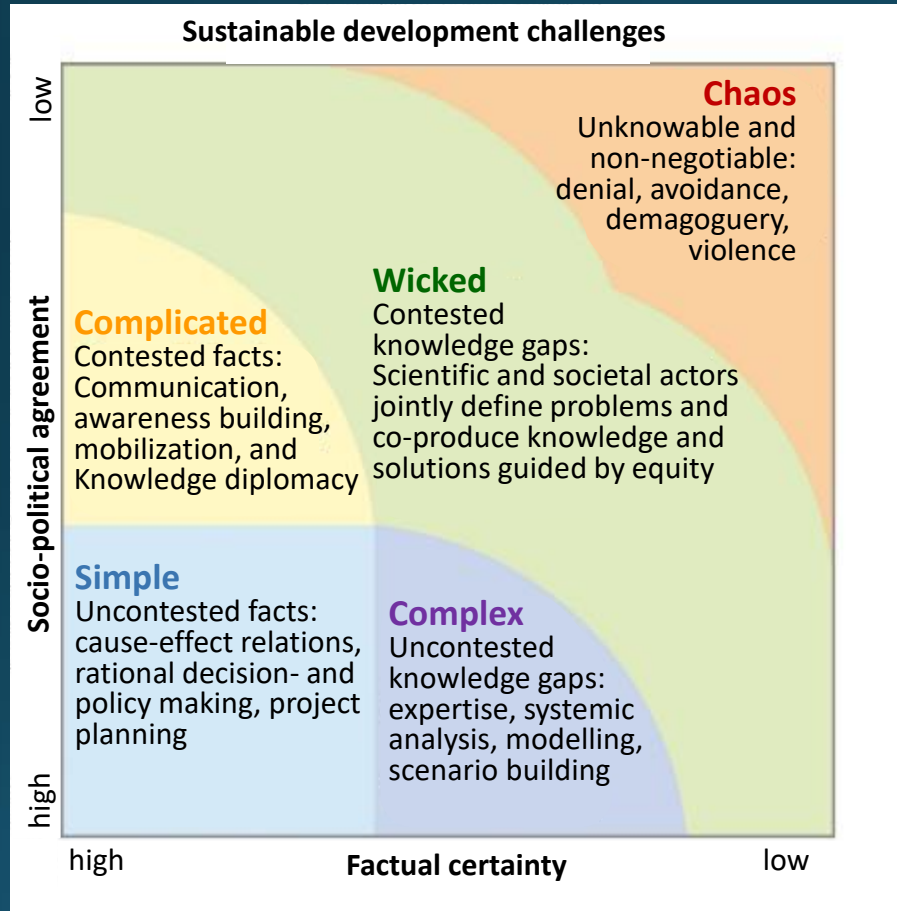 Sustainable development challenges
low
Chaos
Unknowable and
non-negotiable:
denial, avoidance,
demagoguery,
violence
Wicked
Contested
knowledge gaps:
Scientific and societal actors
jointly define problems and
co-produce knowledge and
solutions guided by equity
Complicated
Contested facts:
Communication,
awareness building,
mobilization, and
Knowledge diplomacy
Socio-political agreement
Simple
Uncontested facts:
cause-effect relations,
rational decision- and
policy making, project
planning
Complex
Uncontested
knowledge gaps:
expertise, systemic
analysis, modelling,
scenario building
high
high
Factual certainty
low